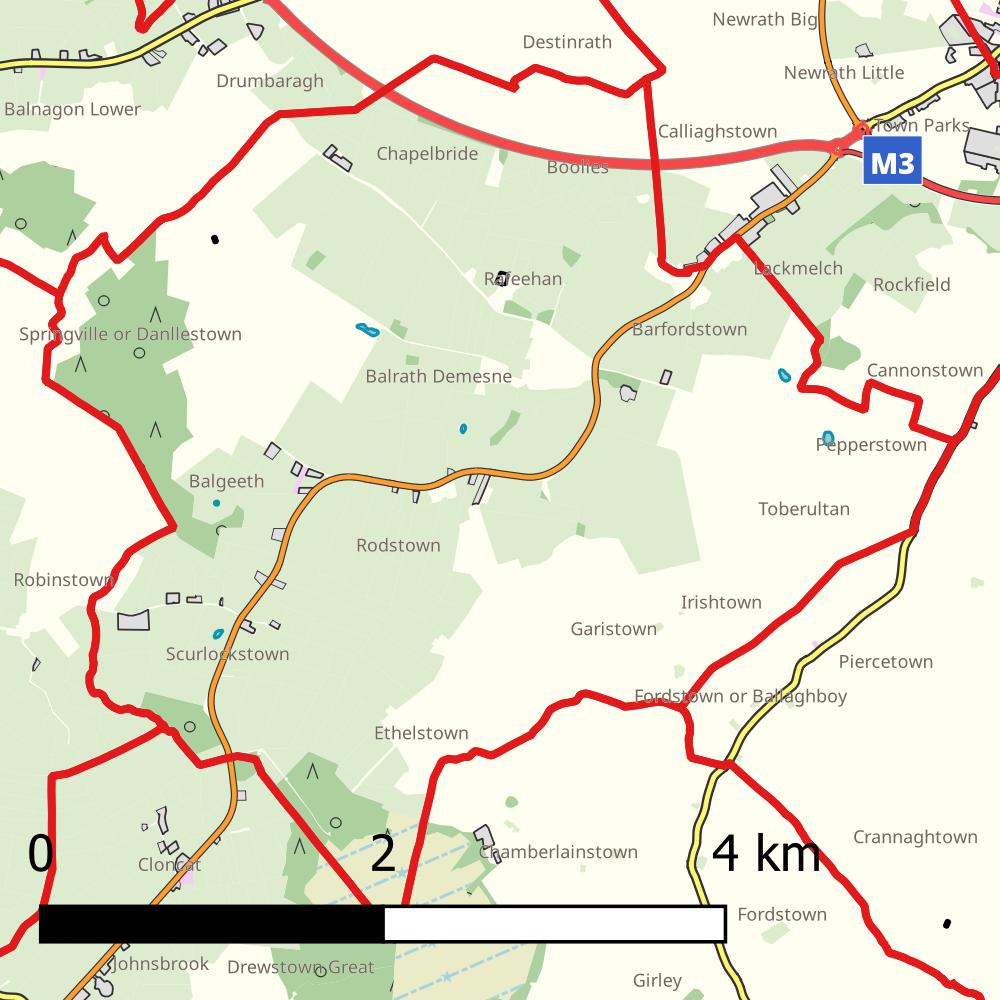 Newrath Big
Destinrath
Newrath Little
Drumbaragh
Balnagon Lower
Town Parks
Calliaghstown
Chapelbride
Boolies
M3
Lackmelch
Rafeehan
Rockfield
Barfordstown
Springville or Danllestown
Cannonstown
Balrath Demesne
Pepperstown
Balgeeth
Toberultan
Rodstown
Robinstown
Irishtown
Garistown
Scurlockstown
Piercetown
Fordstown or Ballaghboy
Ethelstown
Crannaghtown
Chamberlainstown
0 2 4 km
Cloncat
Fordstown
Johnsbrook
Drewstown Great
Girley